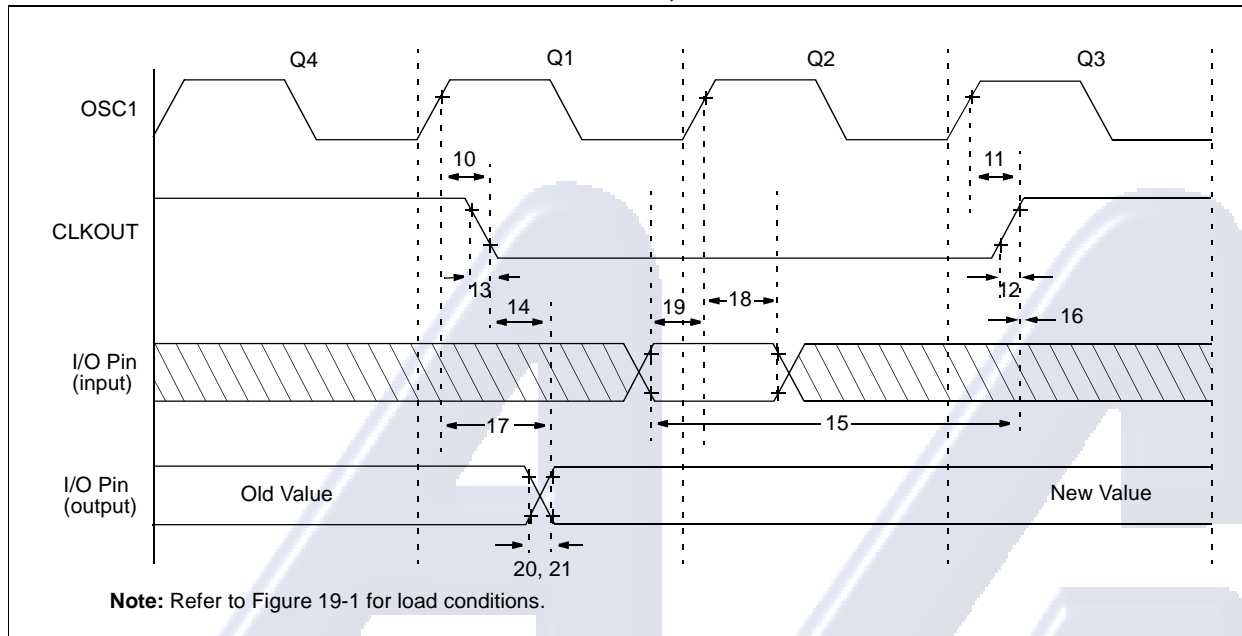 Q4 Q1 Q2 Q3
OSC1
10 11
CLKOUT
13 12
14 19 18 16
I/O Pin
(input)
17 15
I/O Pin
(output)
Old Value New Value
20, 21
Note: Refer to Figure 19-1 for load conditions.